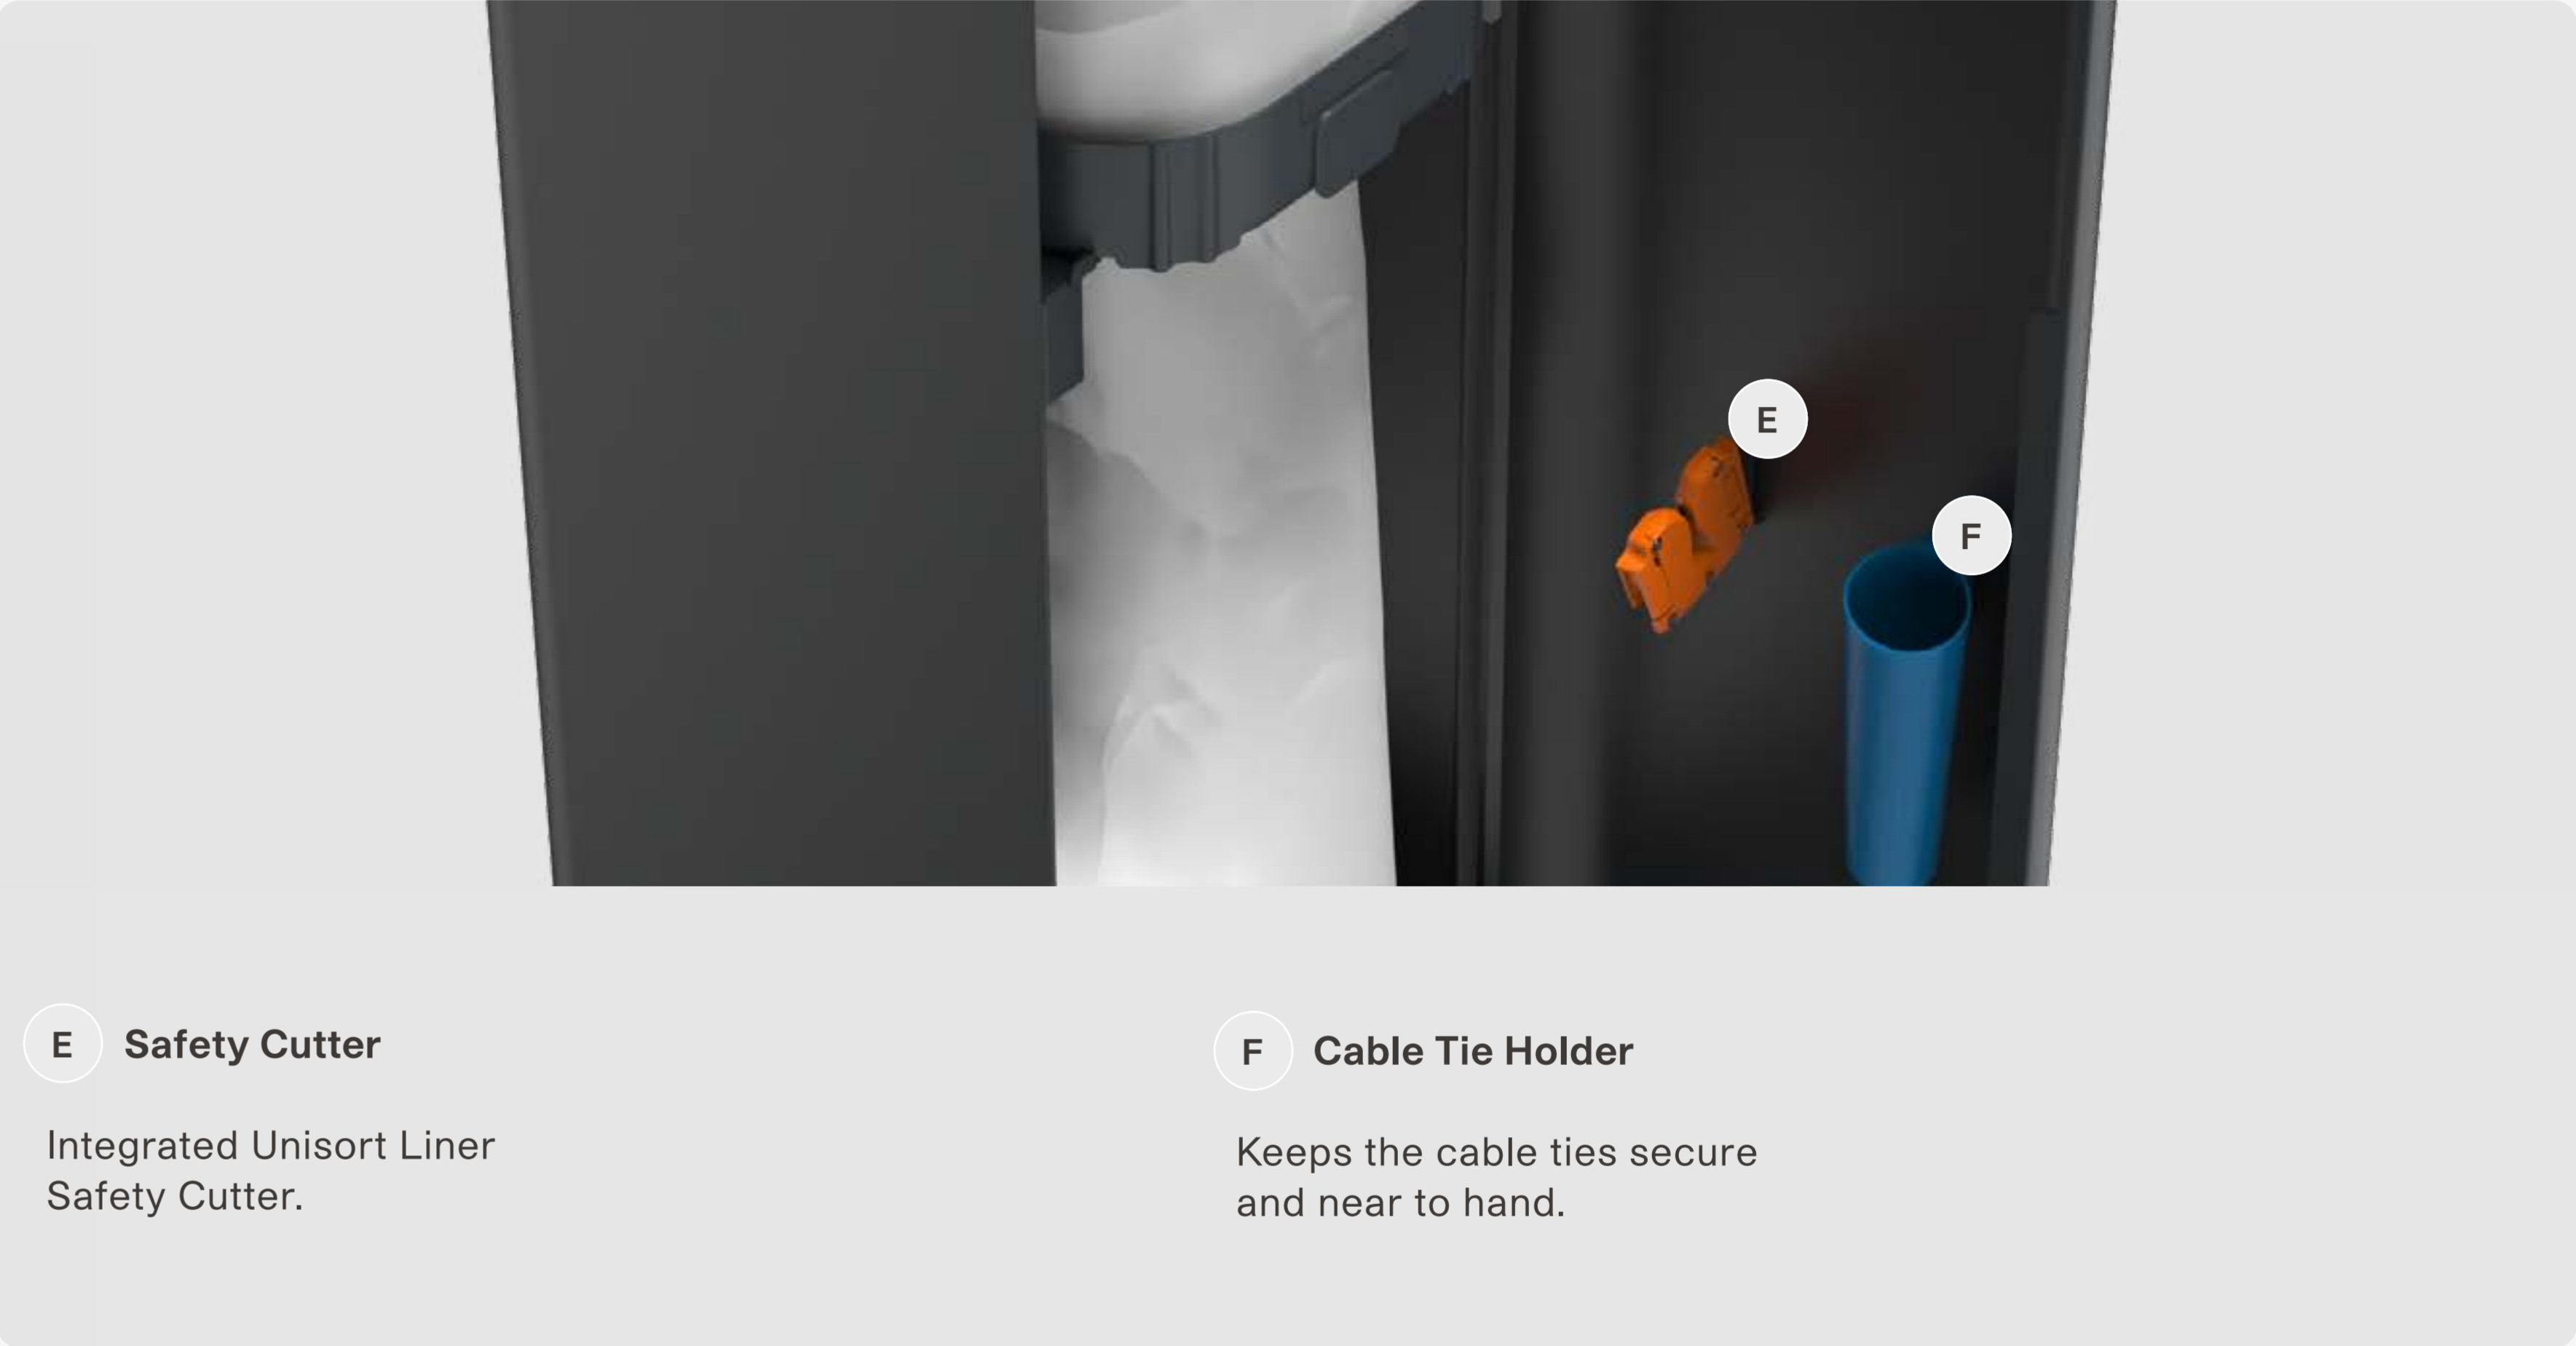 E
F
E Safety Cutter
Integrated Unisort Liner
Safety Cutter.
F Cable Tie Holder
Keeps the cable ties secure
and near to hand.